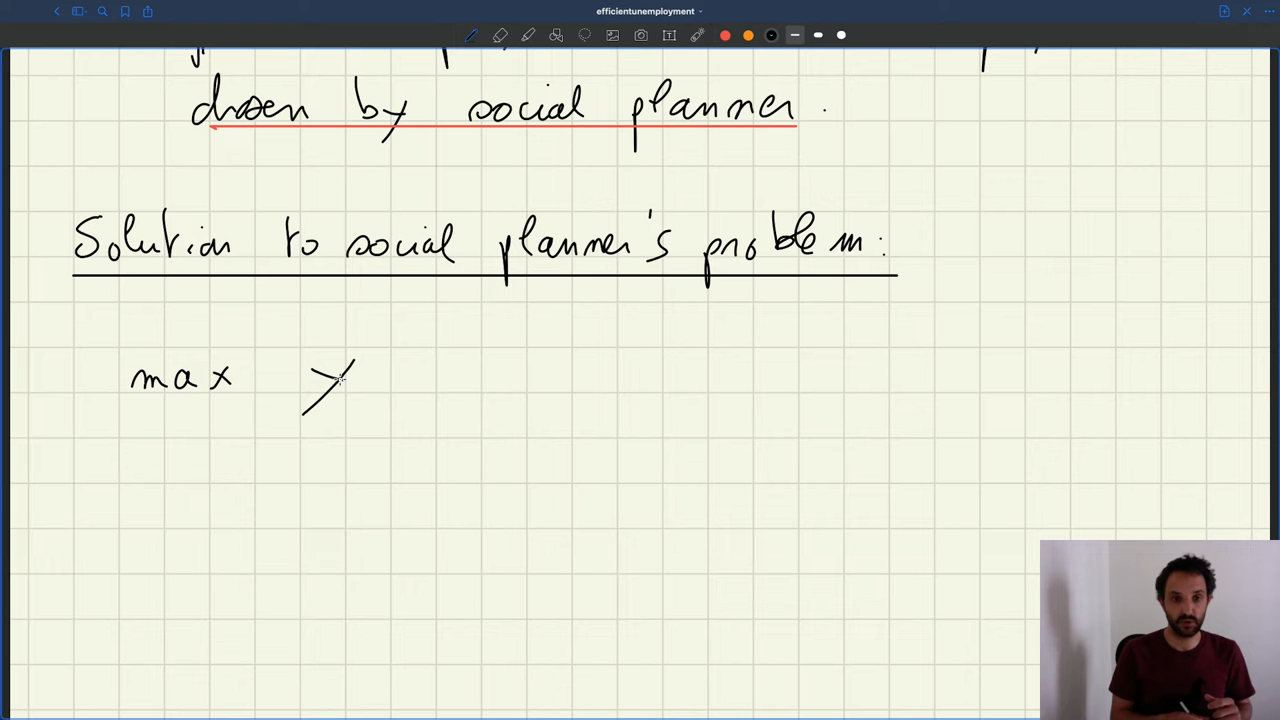 efficientunemployment
chosen by social planner.
Solution to social planner's problem:
max y